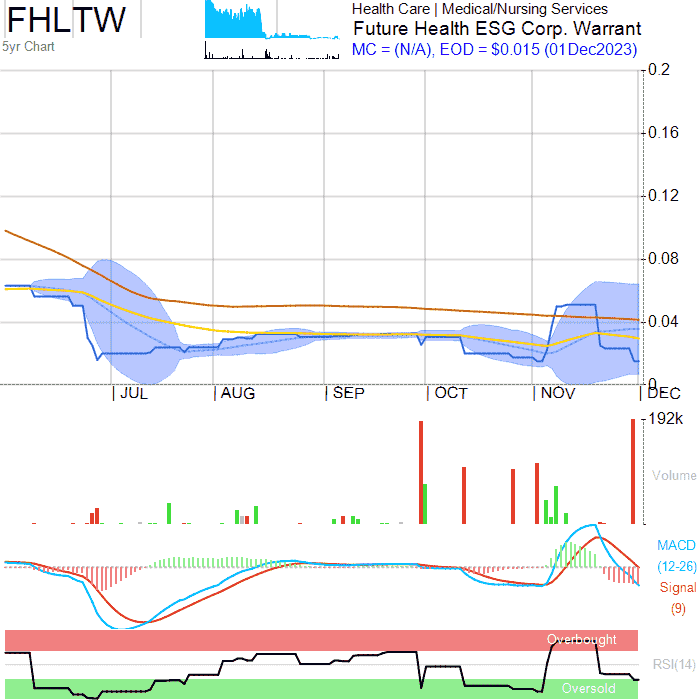 FHLTW
5yr Chart
Health Care | Medical/Nursing Services
Future Health ESG Corp. Warrant
MC = (N/A), EOD = $0.015 (01Dec2023)
0.2
0.16
0.12
0.08
0.04
0
JUL
AUG
SEP
OCT
NOV
DEC
192k
Volume
MACD
(12-26)
Signal
(9)
Overbought
RSI(14)
Oversold